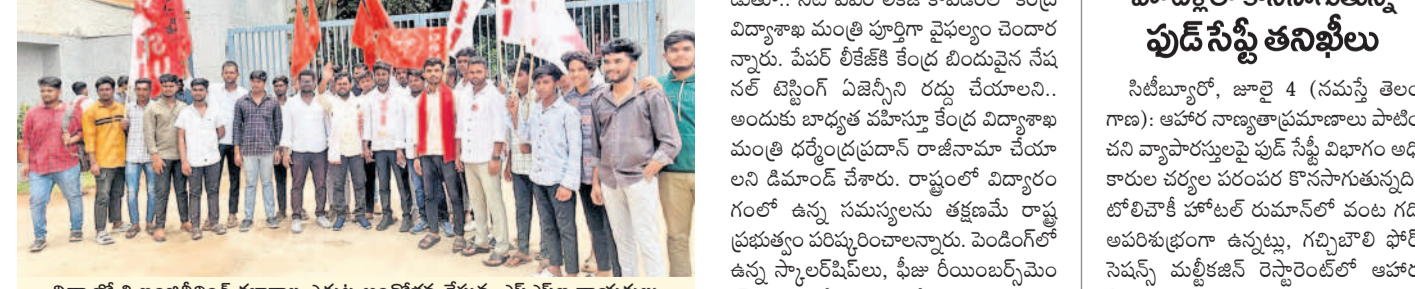 విద్యాశాఖ మంత్రి పూర్తిగా వైఫల్యం చెందార
న్నారు. పేపర్ లీకేజ్‌కి కేంద్ర బిందువైన నేష
నల్ టెస్టింగ్ ఏజెన్సీని రద్దు చేయాలని..
అందుకు బాధ్యత వహిస్తూ కేంద్ర విద్యాశాఖ
మంత్రి ధర్మేంద్రప్రదాన్ రాజీనామా చేయా
లని డిమాండ్ చేశారు. రాష్ట్రంలో విద్యారం
గంలో ఉన్న సమస్యలను తక్షణమే రాష్ట్ర
ప్రభుత్వం పరిష్కరించాలన్నారు. పెండింగ్‌లో
ఉన్న స్కాలర్‌షిప్‌లు, ఫీజు రీయింబర్స్‌మెం
ఫుడ్ సేఫ్టీ తనిఖీలు
సిటీబ్యూరో, జూలై 4 (నమస్తే తెలం
గాణ): ఆహార నాణ్యతాప్రమాణాలు పాటిం
చని వ్యాపారస్తులపై ఫుడ్ సేఫ్టీ విభాగం అధి
కారుల చర్యల పరంపర కొనసాగుతున్నది
టోలిచౌకీ హోటల్ రుమాన్‌లో వంట గది
అపరిశుభ్రంగా ఉన్నట్లు, గచ్చిబౌలి ఫోర్
సెషన్స్ మల్టీకజిన్ రెస్టారెంట్‌లో ఆహార